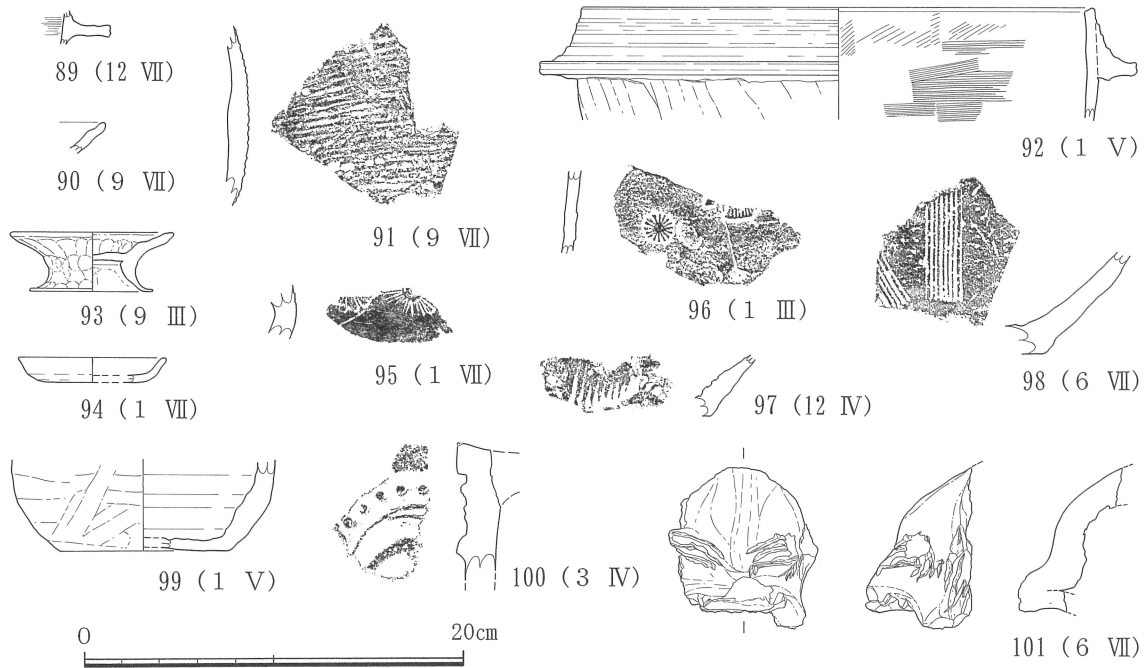 89 (12 Ⅶ)
90 (9 Ⅶ)
91 (9 Ⅶ)
92 (1 Ⅴ)
93 (9 Ⅲ)
94 (1 Ⅶ)
95 (1 Ⅶ)
96 (1 Ⅲ)
97 (12 Ⅳ)
98 (6 Ⅶ)
99 (1 Ⅴ)
100 (3 Ⅳ)
101 (6 Ⅶ)
0 20cm